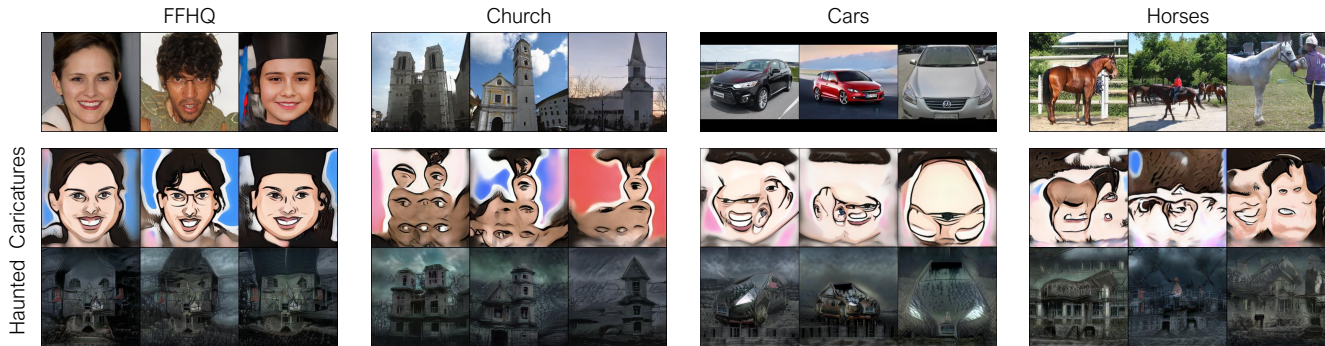 FFHQ
Church
Cars
Horses
Caricatures
Haunted